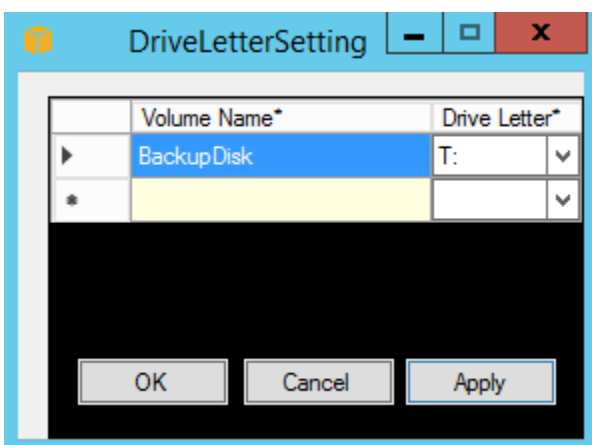 DriveLetterSetting
Volume Name* Drive Letter*
BackupDisk T:
OK Cancel Apply